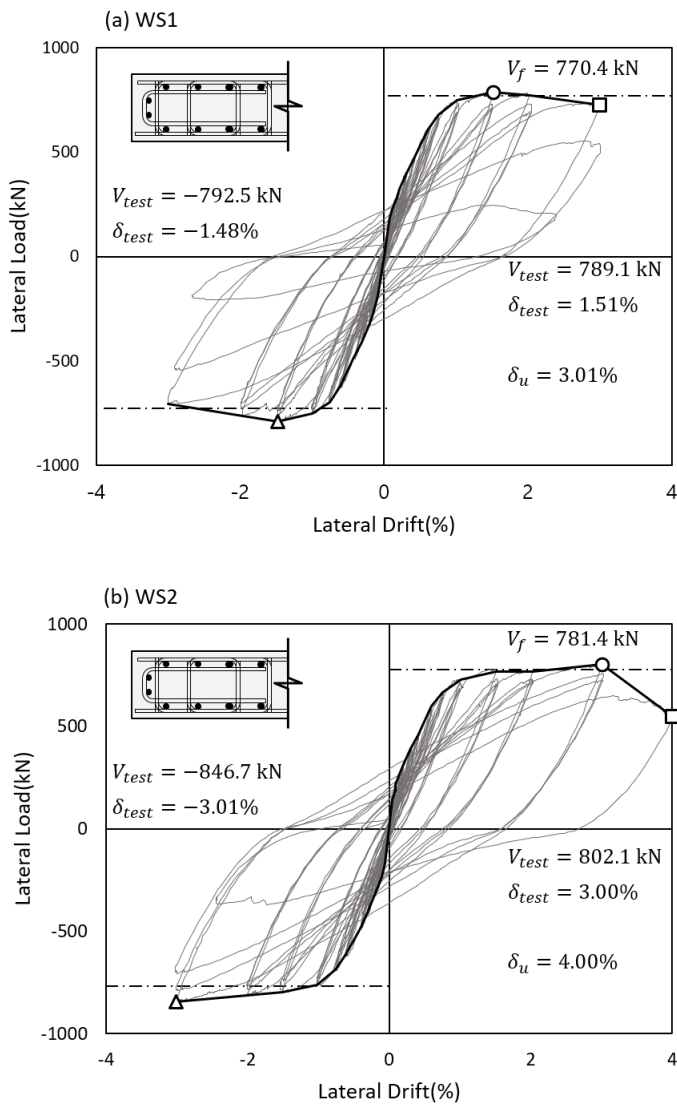 (a) WS1
1000
500
0
-500
-1000
Lateral Load(kN)
V_f = 770.4 kN
V_test = −792.5 kN
δ_test = −1.48%
V_test = 789.1 kN
δ_test = 1.51%
δ_u = 3.01%
-4 -2 0 2 4
Lateral Drift(%)
(b) WS2
1000
500
0
-500
-1000
Lateral Load(kN)
V_f = 781.4 kN
V_test = −846.7 kN
δ_test = −3.01%
V_test = 802.1 kN
δ_test = 3.00%
δ_u = 4.00%
-4 -2 0 2 4
Lateral Drift(%)